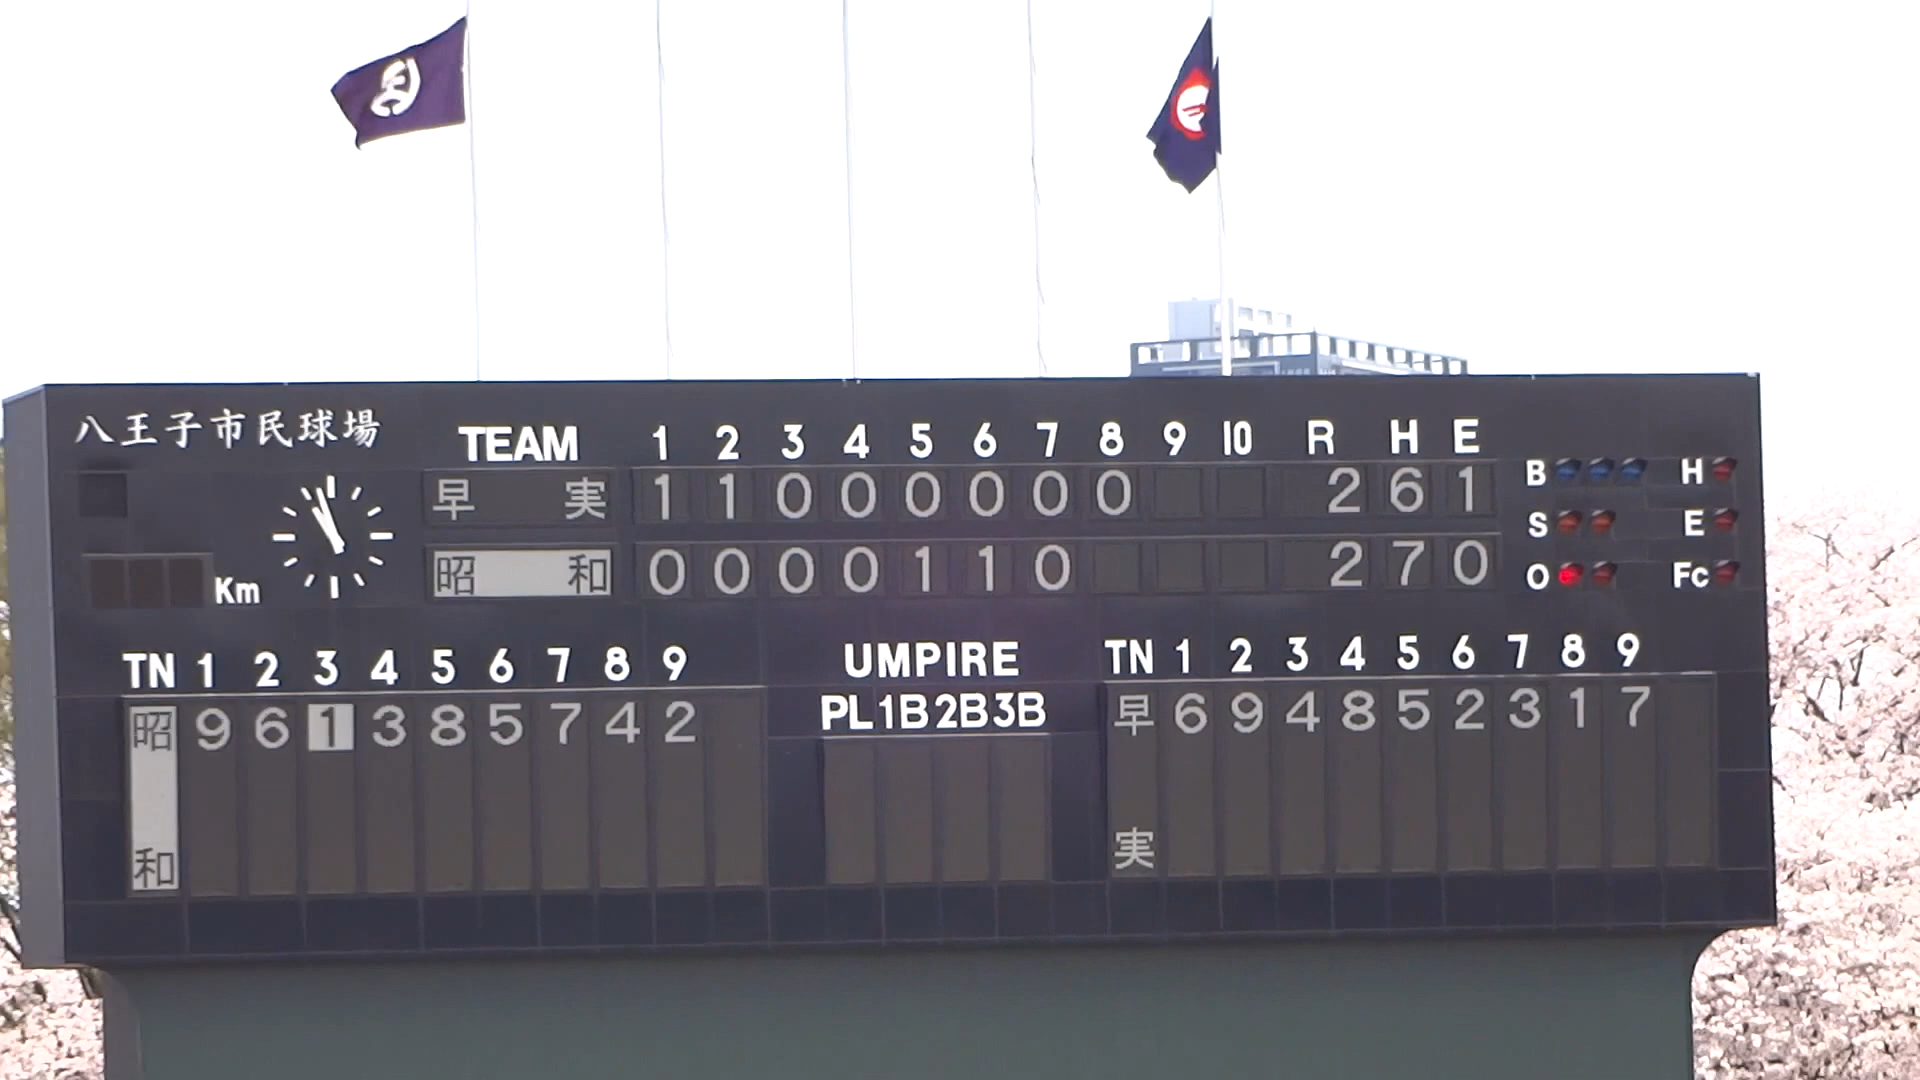 八王子市民球場
TEAM 1 2 3 4 5 6 7 8 9 10 R H E
早実 1 1 0 0 0 0 0 0 2 6 1
昭和 0 0 0 0 1 1 0 2 7 0
B H
S E
O Fc
Km
TN 1 2 3 4 5 6 7 8 9
昭和 9 6 1 3 8 5 7 4 2
UMPIRE
PL 1B 2B 3B
TN 1 2 3 4 5 6 7 8 9
早実 6 9 4 8 5 2 3 1 7